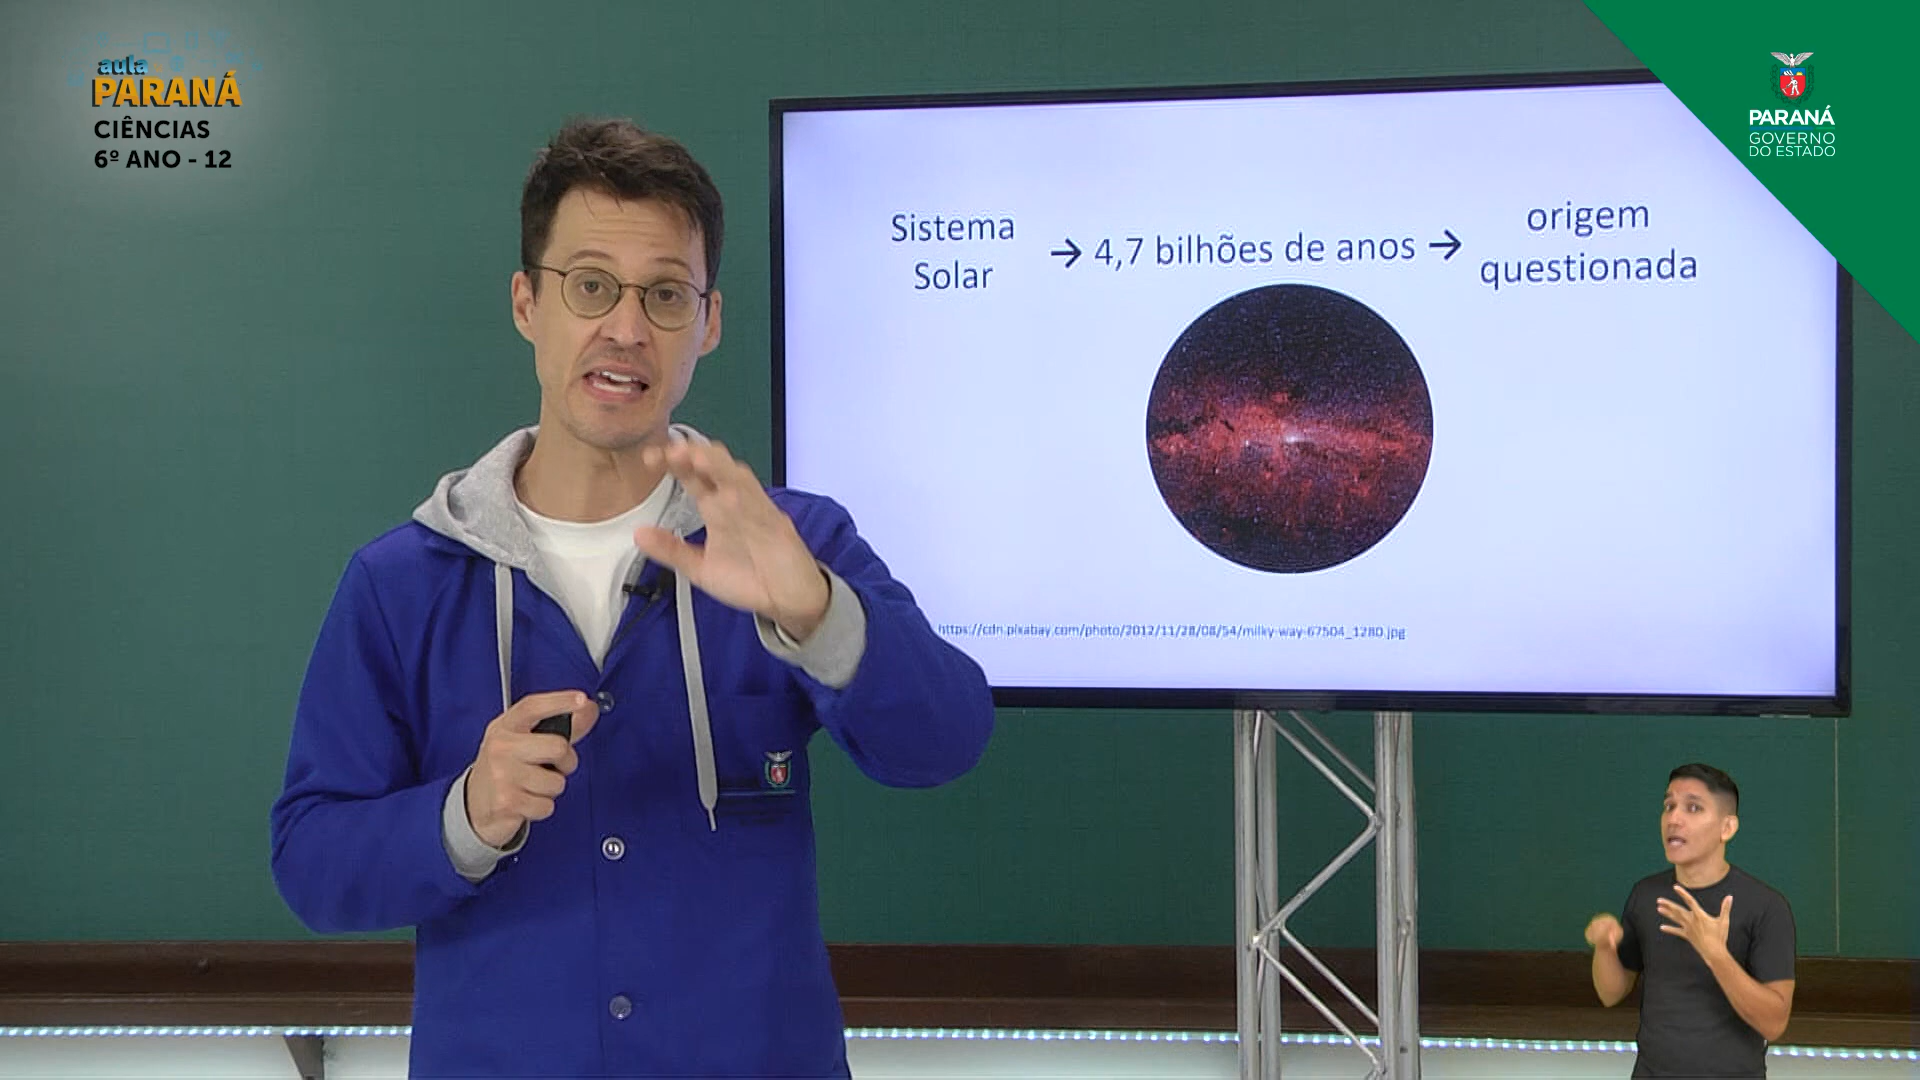 aula
PARANÁ
CIÊNCIAS
6º ANO - 12
PARANÁ
GOVERNO
DO ESTADO
Sistema
Solar
→ 4,7 bilhões de anos →
origem
questionada
https://cdn.pixabay.com/photo/2012/11/28/08/54/milky-way-67504_1280.jpg